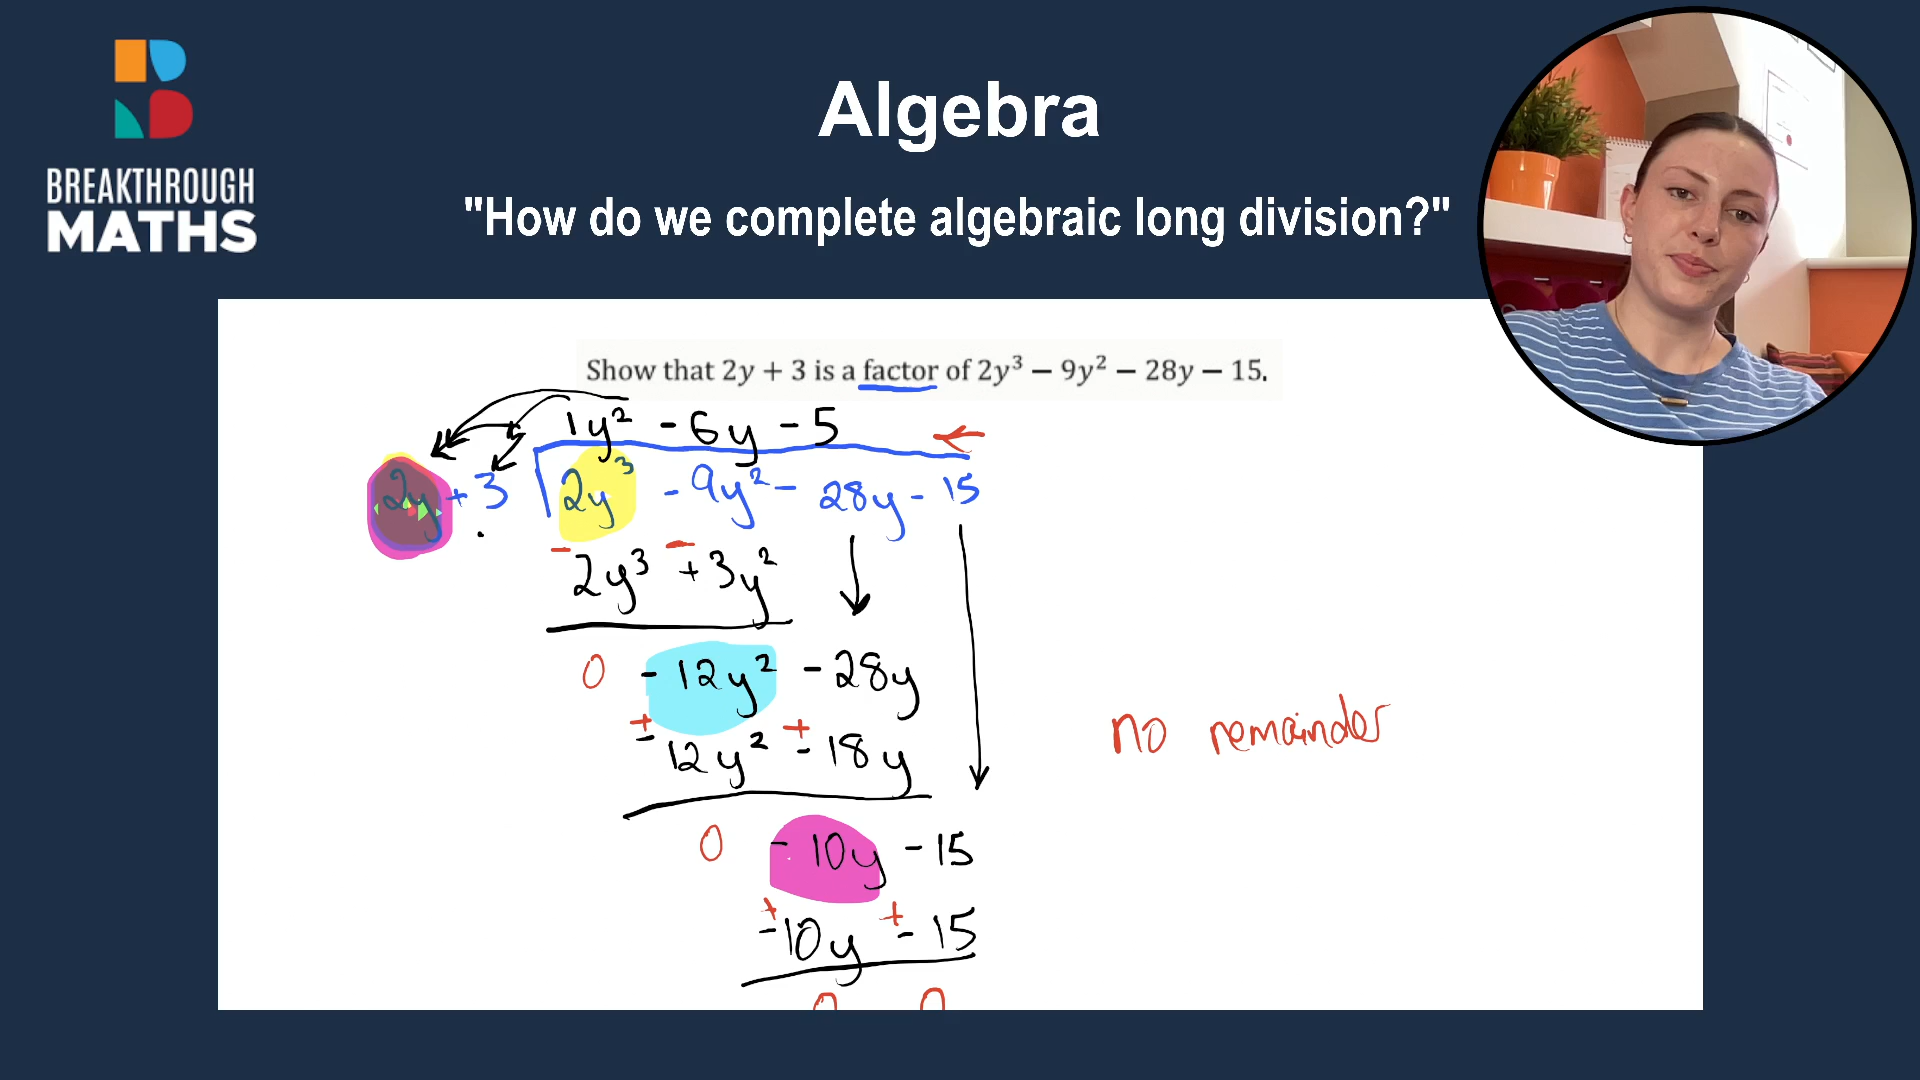 Algebra
BREAKTHROUGH
MATHS
"How do we complete algebraic long division?"
Show that 2y + 3 is a factor of 2y³ − 9y² − 28y − 15.
1y² - 6y - 5
2y + 3 2y³ - 9y² - 28y - 15
- 2y³ - + 3y²
0 - 12y² - 28y
+ - 12y² + - 18y
no remainder
0 - 10y - 15
+ - 10y + - 15
0 0